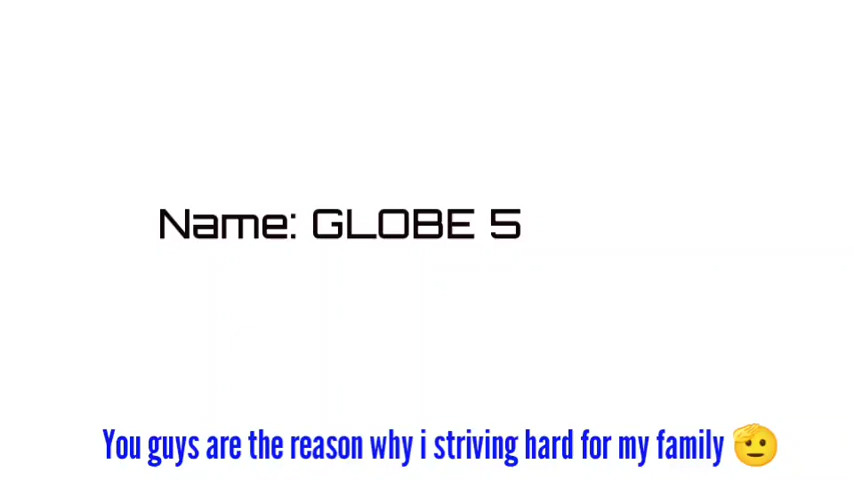 Name: GLOBE 5
You guys are the reason why i striving hard for my family 🫡